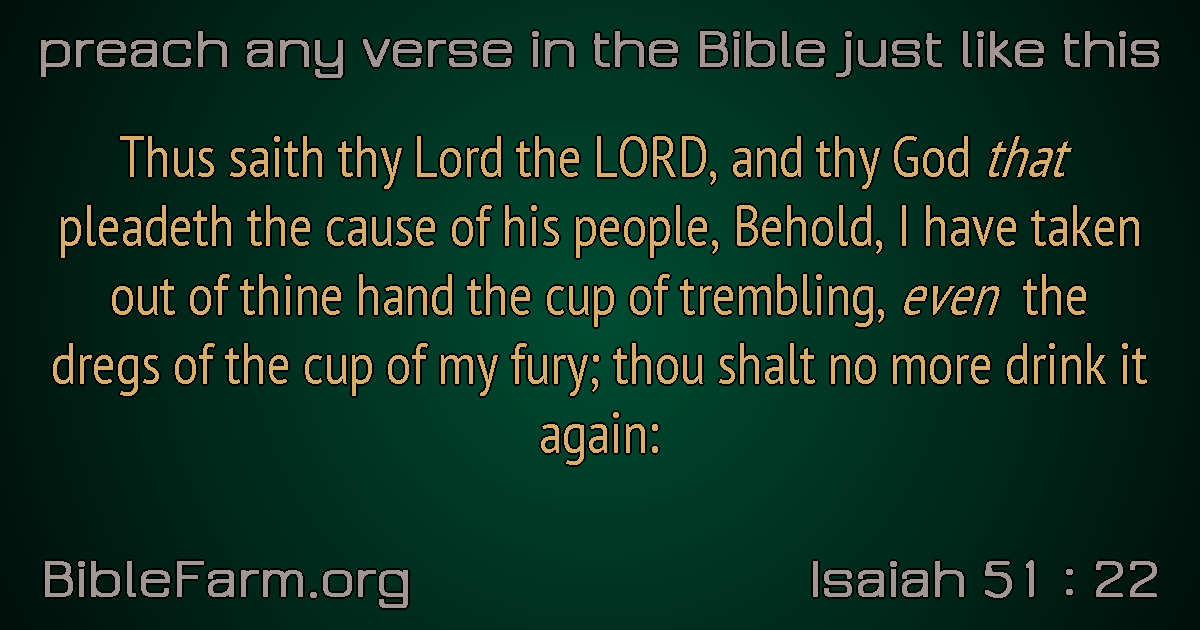 preach any verse in the Bible just like this
Thus saith thy Lord the LORD, and thy God that
pleadeth the cause of his people, Behold, I have taken
out of thine hand the cup of trembling, even the
dregs of the cup of my fury; thou shalt no more drink it
again:
BibleFarm.org
Isaiah 51 : 22